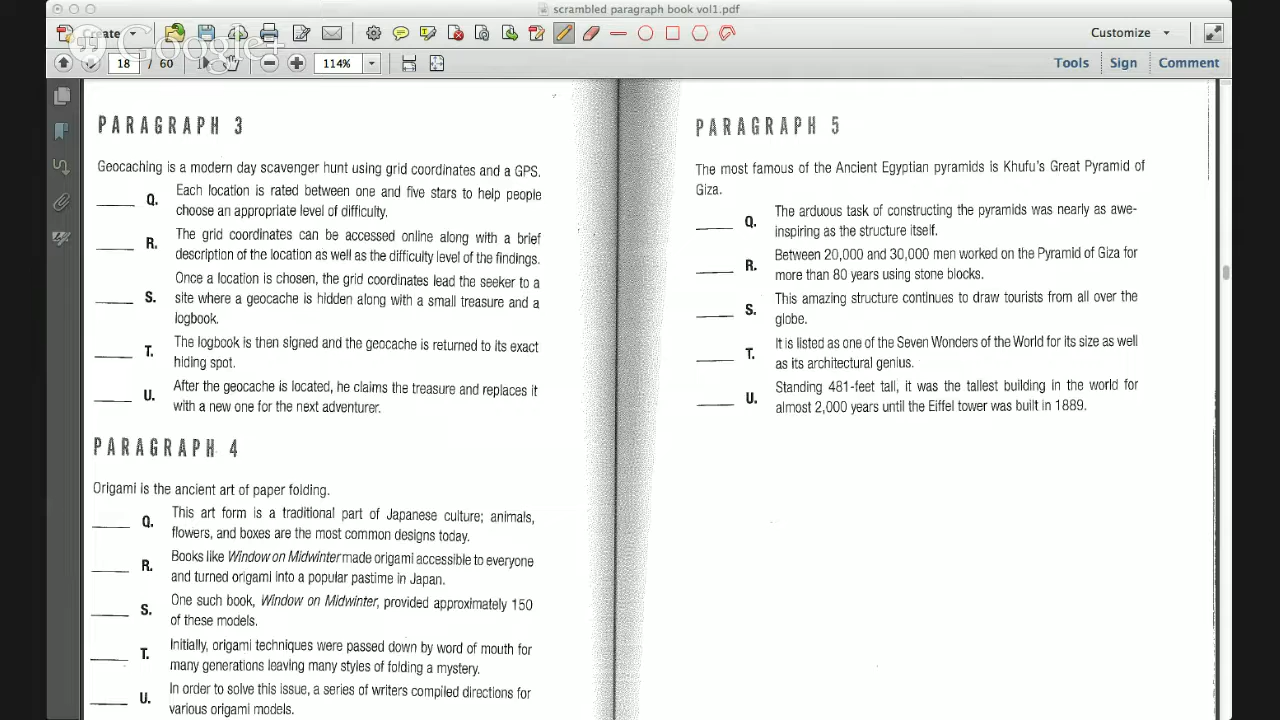 scrambled paragraph book vol1.pdf
Create
Google+
Customize
18 / 60
114%
Tools
Sign
Comment
PARAGRAPH 3
Geocaching is a modern day scavenger hunt using grid coordinates and a GPS.
Q. Each location is rated between one and five stars to help people
choose an appropriate level of difficulty.
R. The grid coordinates can be accessed online along with a brief
description of the location as well as the difficulty level of the findings.
S. Once a location is chosen, the grid coordinates lead the seeker to a
site where a geocache is hidden along with a small treasure and a
logbook.
T. The logbook is then signed and the geocache is returned to its exact
hiding spot.
U. After the geocache is located, he claims the treasure and replaces it
with a new one for the next adventurer.
PARAGRAPH 4
Origami is the ancient art of paper folding.
Q. This art form is a traditional part of Japanese culture; animals,
flowers, and boxes are the most common designs today.
R. Books like Window on Midwinter made origami accessible to everyone
and turned origami into a popular pastime in Japan.
S. One such book, Window on Midwinter, provided approximately 150
of these models.
T. Initially, origami techniques were passed down by word of mouth for
many generations leaving many styles of folding a mystery.
U. In order to solve this issue, a series of writers compiled directions for
various origami models.
PARAGRAPH 5
The most famous of the Ancient Egyptian pyramids is Khufu's Great Pyramid of
Giza.
Q. The arduous task of constructing the pyramids was nearly as awe-
inspiring as the structure itself.
R. Between 20,000 and 30,000 men worked on the Pyramid of Giza for
more than 80 years using stone blocks.
S. This amazing structure continues to draw tourists from all over the
globe.
T. It is listed as one of the Seven Wonders of the World for its size as well
as its architectural genius.
U. Standing 481-feet tall, it was the tallest building in the world for
almost 2,000 years until the Eiffel tower was built in 1889.